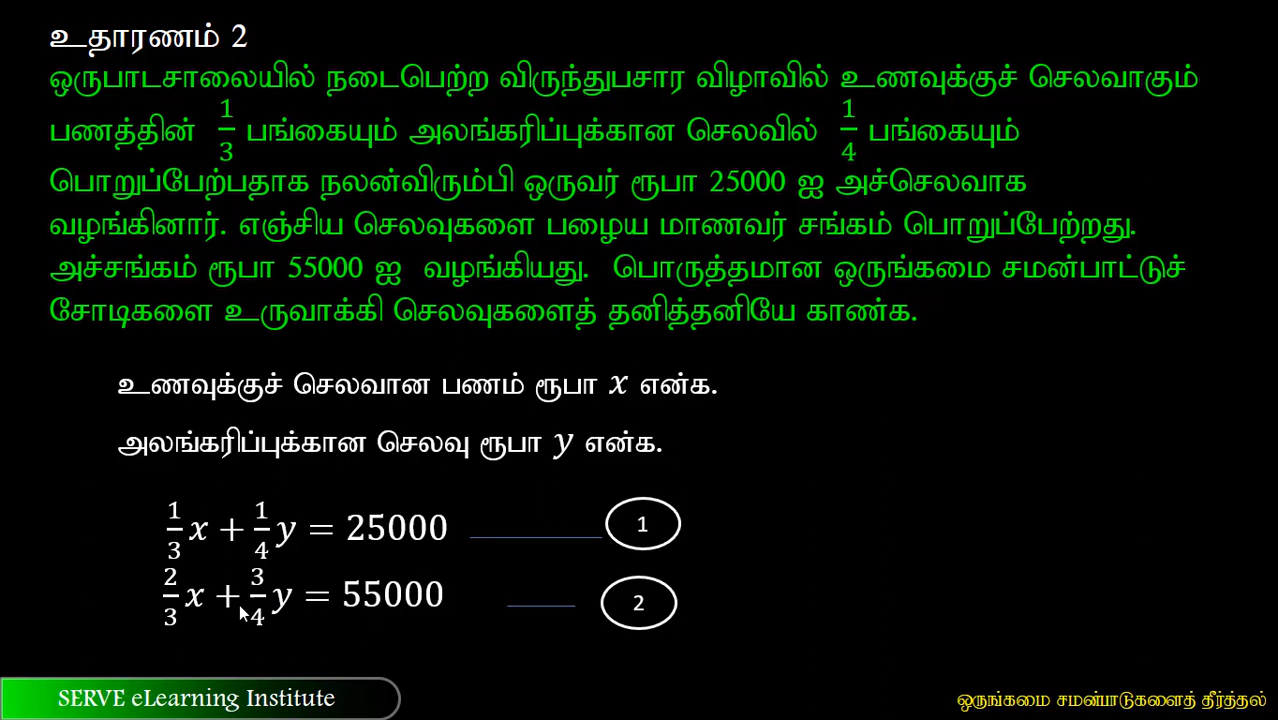 உதாரணம் 2
ஒருபாடசாலையில் நடைபெற்ற விருந்துபசார விழாவில் உணவுக்குச் செலவாகும்
பணத்தின் 1/3 பங்கையும் அலங்கரிப்புக்கான செலவில் 1/4 பங்கையும்
பொறுப்பேற்பதாக நலன்விரும்பி ஒருவர் ரூபா 25000 ஐ அச்செலவாக
வழங்கினார். எஞ்சிய செலவுகளை பழைய மாணவர் சங்கம் பொறுப்பேற்றது.
அச்சங்கம் ரூபா 55000 ஐ வழங்கியது. பொருத்தமான ஒருங்கமை சமன்பாட்டுச்
சோடிகளை உருவாக்கி செலவுகளைத் தனித்தனியே காண்க.
உணவுக்குச் செலவான பணம் ரூபா x என்க.
அலங்கரிப்புக்கான செலவு ரூபா y என்க.
1/3 x + 1/4 y = 25000 1
2/3 x + 3/4 y = 55000 2
SERVE eLearning Institute
ஒருங்கமை சமன்பாடுகளைத் தீர்த்தல்